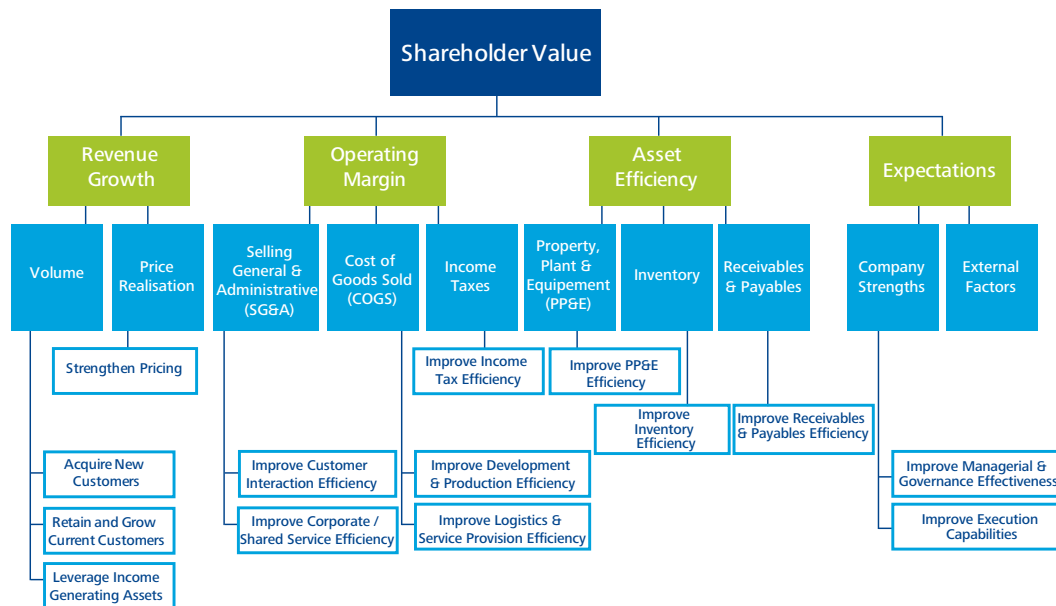 Shareholder Value
Revenue
Growth
Operating
Margin
Asset
Efficiency
Expectations
Volume
Price
Realisation
Selling
General &
Administrative
(SG&A)
Cost of
Goods Sold
(COGS)
Income
Taxes
Property,
Plant &
Equipement
(PP&E)
Inventory
Receivables
& Payables
Company
Strengths
External
Factors
Strengthen Pricing
Improve Income
Tax Efficiency
Improve PP&E
Efficiency
Improve
Inventory
Efficiency
Improve Receivables
& Payables Efficiency
Acquire New
Customers
Improve Customer
Interaction Efficiency
Improve Development
& Production Efficiency
Improve Managerial &
Governance Effectiveness
Retain and Grow
Current Customers
Improve Corporate /
Shared Service Efficiency
Improve Logistics &
Service Provision Efficiency
Improve Execution
Capabilities
Leverage Income
Generating Assets